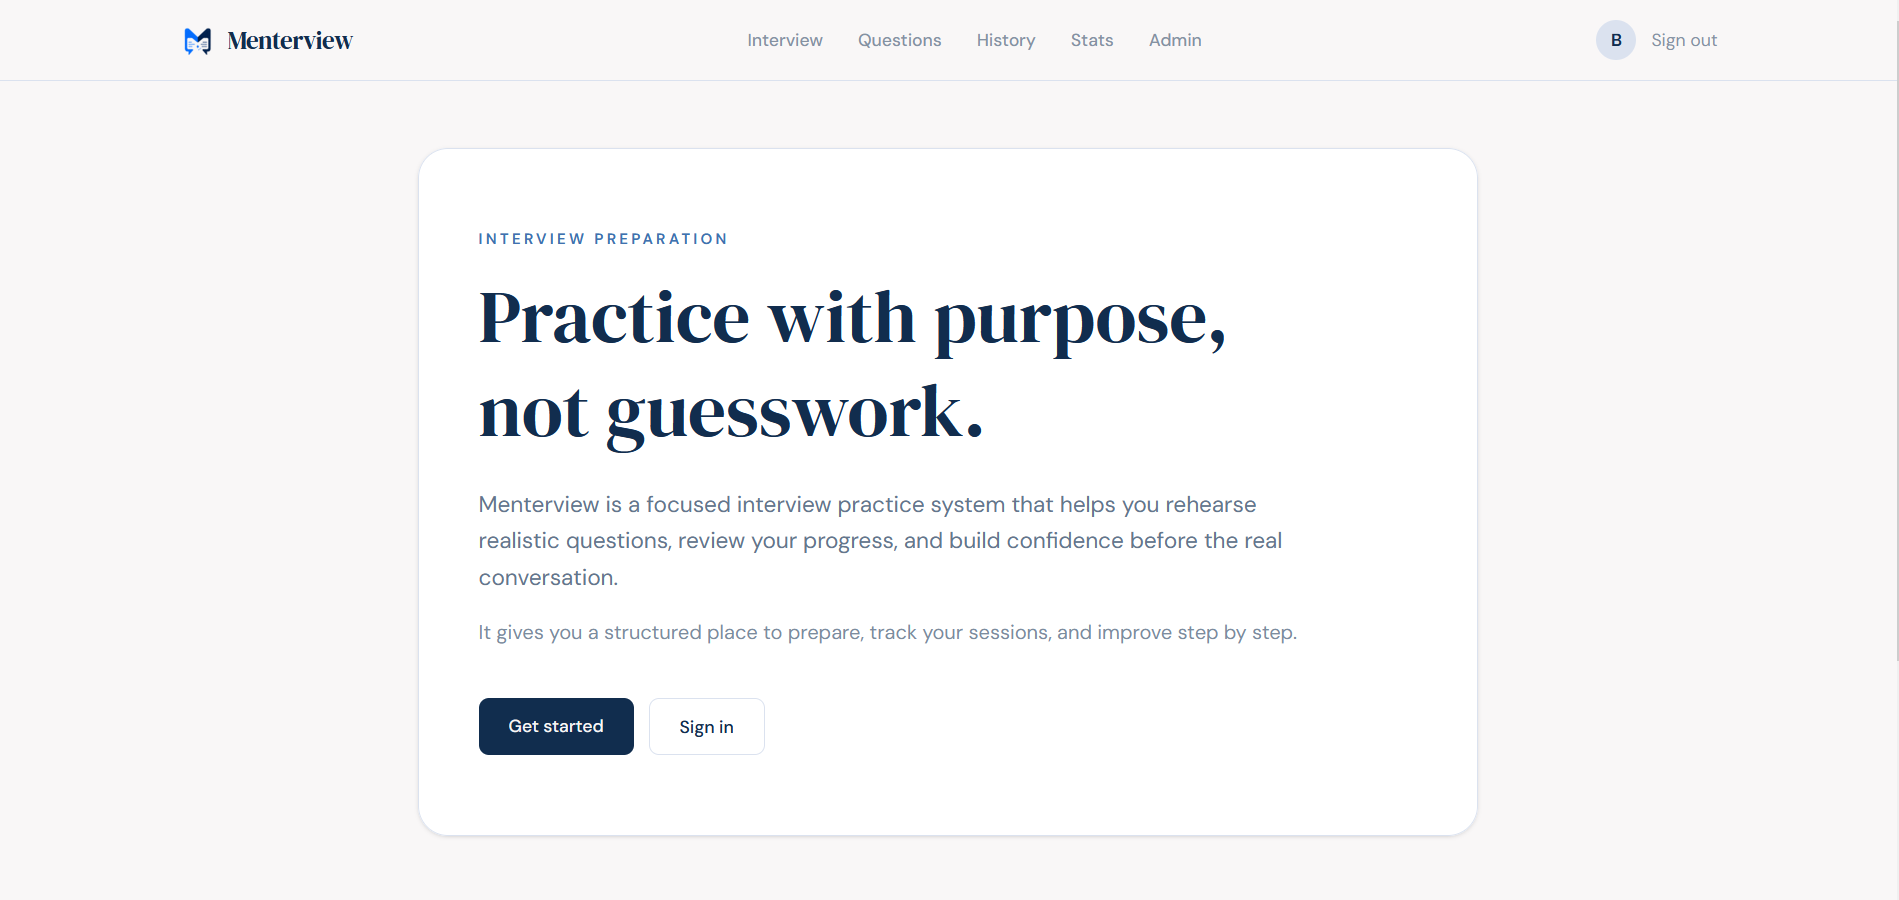 Menterview
Interview
Questions
History
Stats
Admin
B
Sign out
INTERVIEW PREPARATION
Practice with purpose,
not guesswork.
Menterview is a focused interview practice system that helps you rehearse
realistic questions, review your progress, and build confidence before the real
conversation.
It gives you a structured place to prepare, track your sessions, and improve step by step.
Get started
Sign in